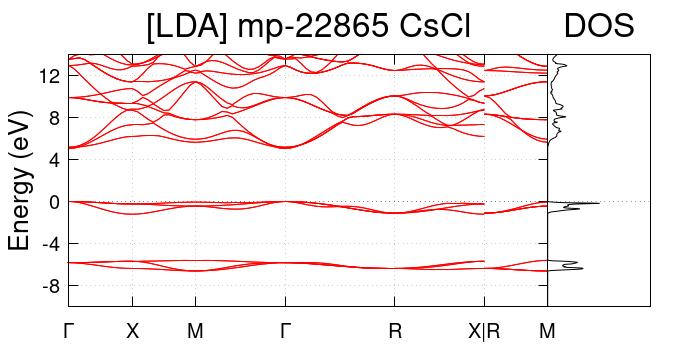 [LDA] mp-22865 CsCl
DOS
Energy (eV)
12
8
4
0
-4
-8
Γ X M Γ R X|R M